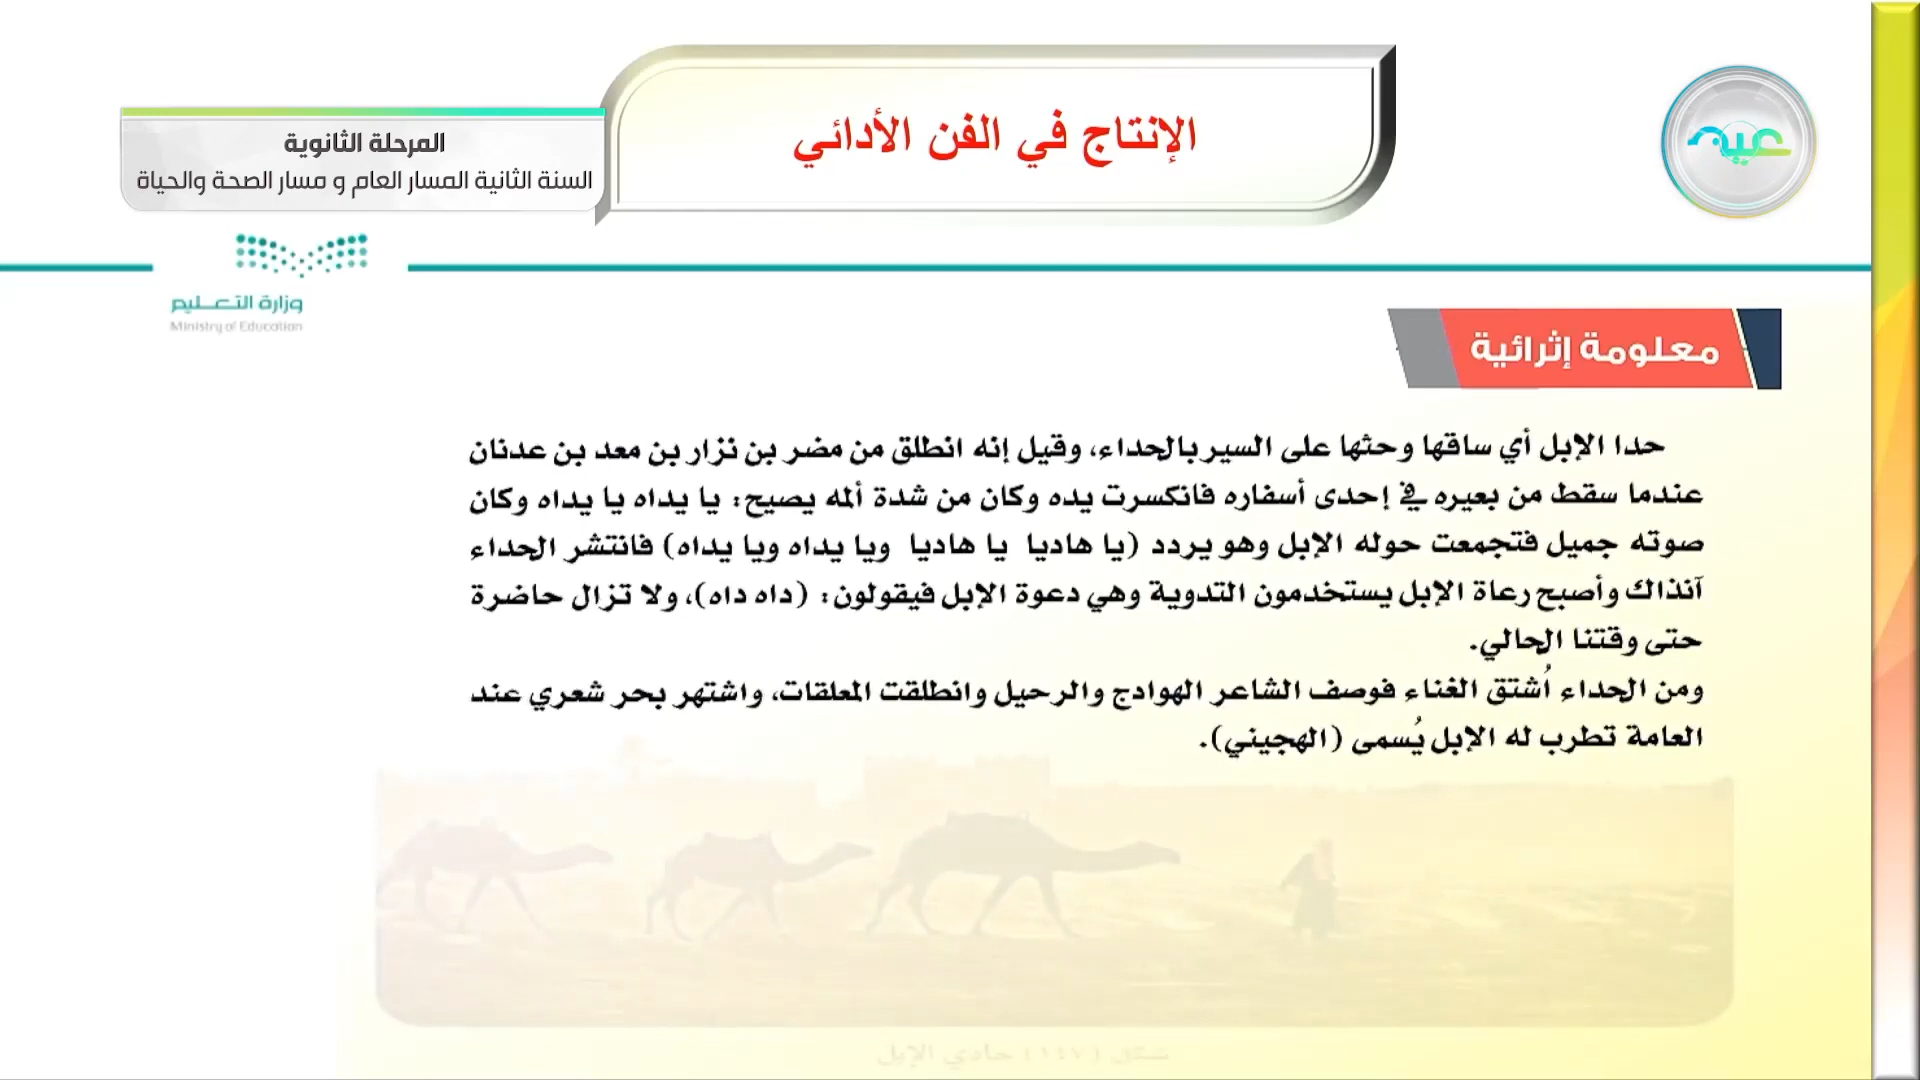 الإنتاج في الفن الأدائي
المرحلة الثانوية
السنة الثانية المسار العام و مسار الصحة والحياة
عين
وزارة التعـــليم
Ministry of Education
معلومة إثرائية
حدا الإبل أي ساقها وحثها على السير بالحداء، وقيل إنه انطلق من مضر بن نزار بن معد بن عدنان
عندما سقط من بعيره في إحدى أسفاره فانكسرت يده وكان من شدة ألمه يصيح: يا يداه يا يداه وكان
صوته جميل فتجمعت حوله الإبل وهو يردد (يا هاديا يا هاديا ويا يداه ويا يداه) فانتشر الحداء
آنذاك وأصبح رعاة الإبل يستخدمون التدوية وهي دعوة الإبل فيقولون: (داه داه)، ولا تزال حاضرة
حتى وقتنا الحالي.
ومن الحداء أُشتق الغناء فوصف الشاعر الهوادج والرحيل وانطلقت المعلقات، واشتهر بحر شعري عند
العامة تطرب له الإبل يُسمى (الهجيني).
شكل (١٤٧) حادي الإبل